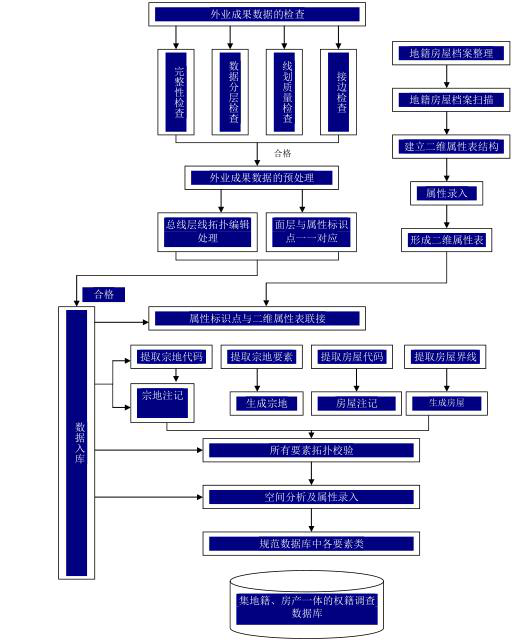 外业成果数据的检查
完整性检查
数据分层检查
线划质量检查
接边检查
合格
外业成果数据的预处理
总线层线拓扑编辑
处理
面层与属性标识
点一一对应
地籍房屋档案整理
地籍房屋档案扫描
建立二维属性表结构
属性录入
形成二维属性表
合格
数据入库
属性标识点与二维属性表联接
提取宗地代码
提取宗地要素
提取房屋代码
提取房屋界线
宗地注记
生成宗地
房屋注记
生成房屋
所有要素拓扑校验
空间分析及属性录入
规范数据库中各要素类
集地籍、房产一体的权籍调查
数据库